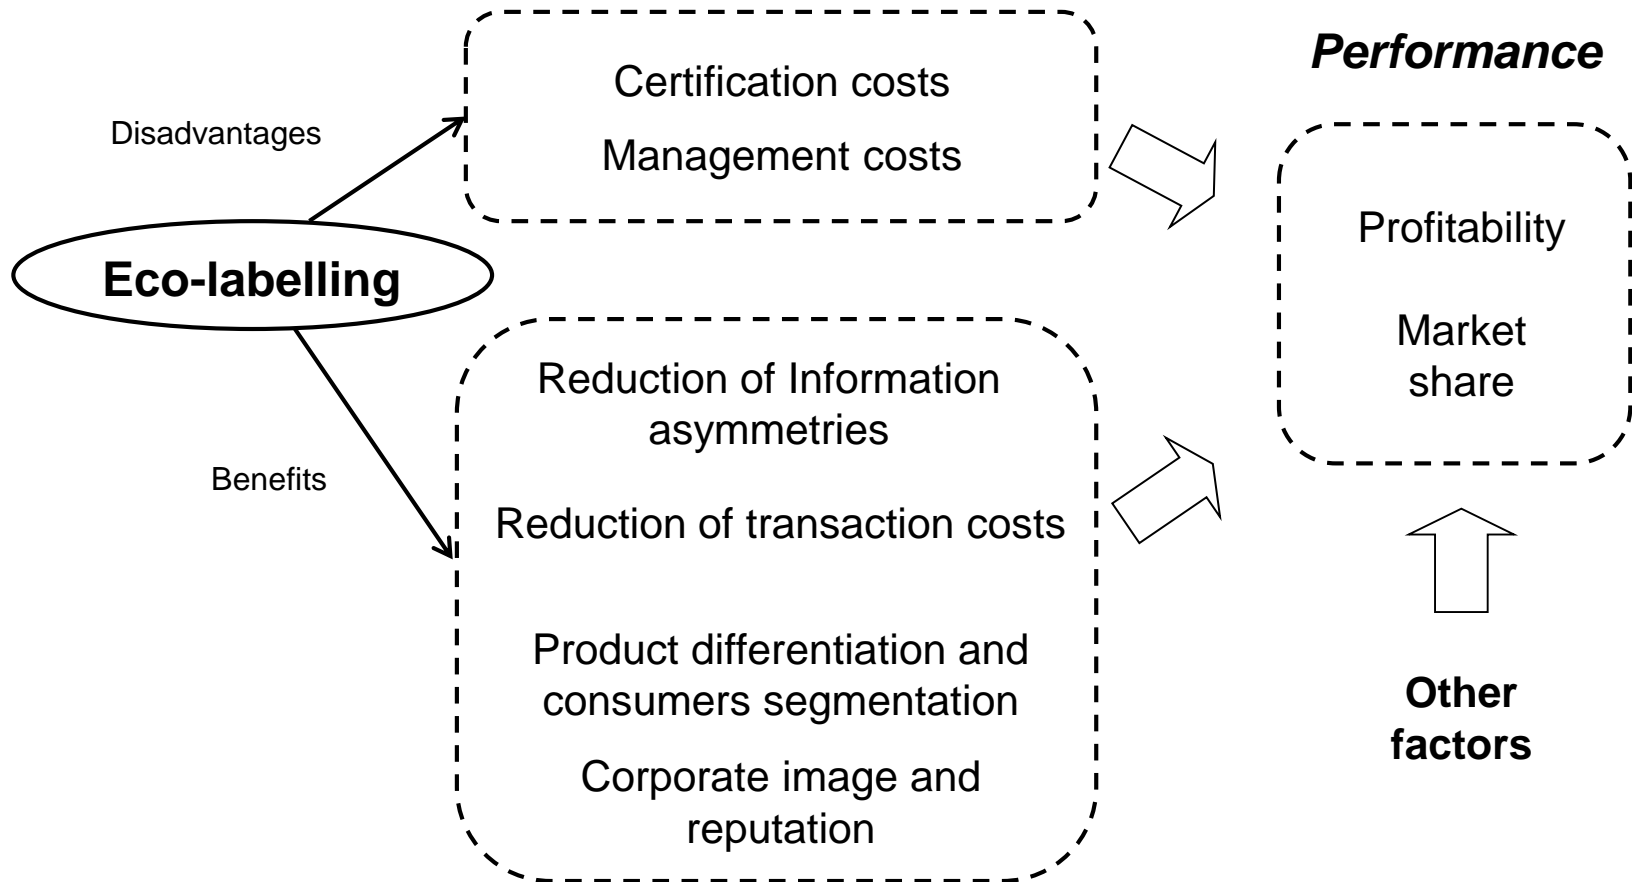 Disadvantages
Eco-labelling
Benefits
Certification costs
Management costs
Reduction of Information
asymmetries
Reduction of transaction costs
Product differentiation and
consumers segmentation
Corporate image and
reputation
Performance
Profitability
Market
share
Other
factors